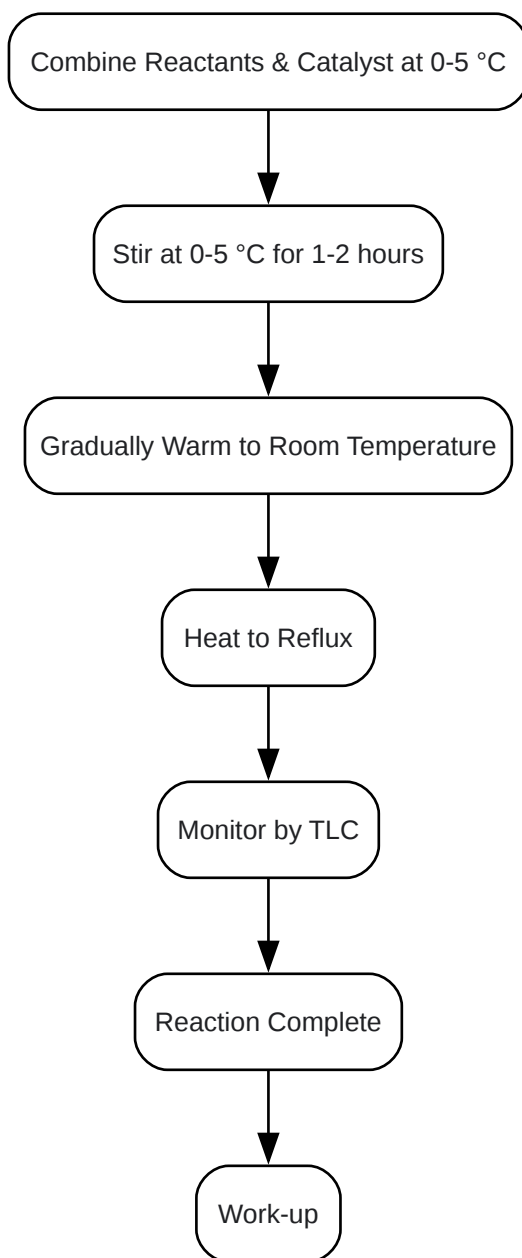 Combine Reactants & Catalyst at 0-5 °C
Stir at 0-5 °C for 1-2 hours
Gradually Warm to Room Temperature
Heat to Reflux
Monitor by TLC
Reaction Complete
Work-up